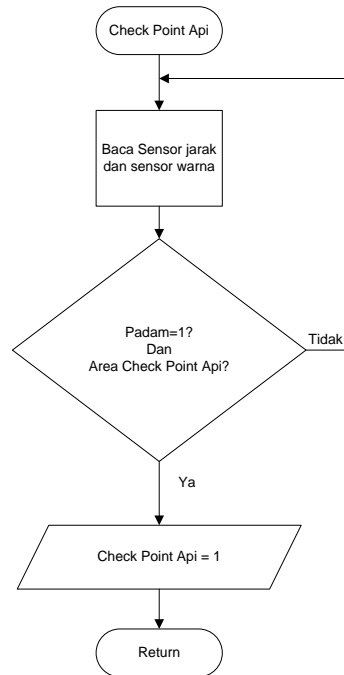 Check Point Api
Baca Sensor jarak
dan sensor warna
Padam=1?
Dan
Area Check Point Api?
Tidak
Ya
Check Point Api = 1
Return